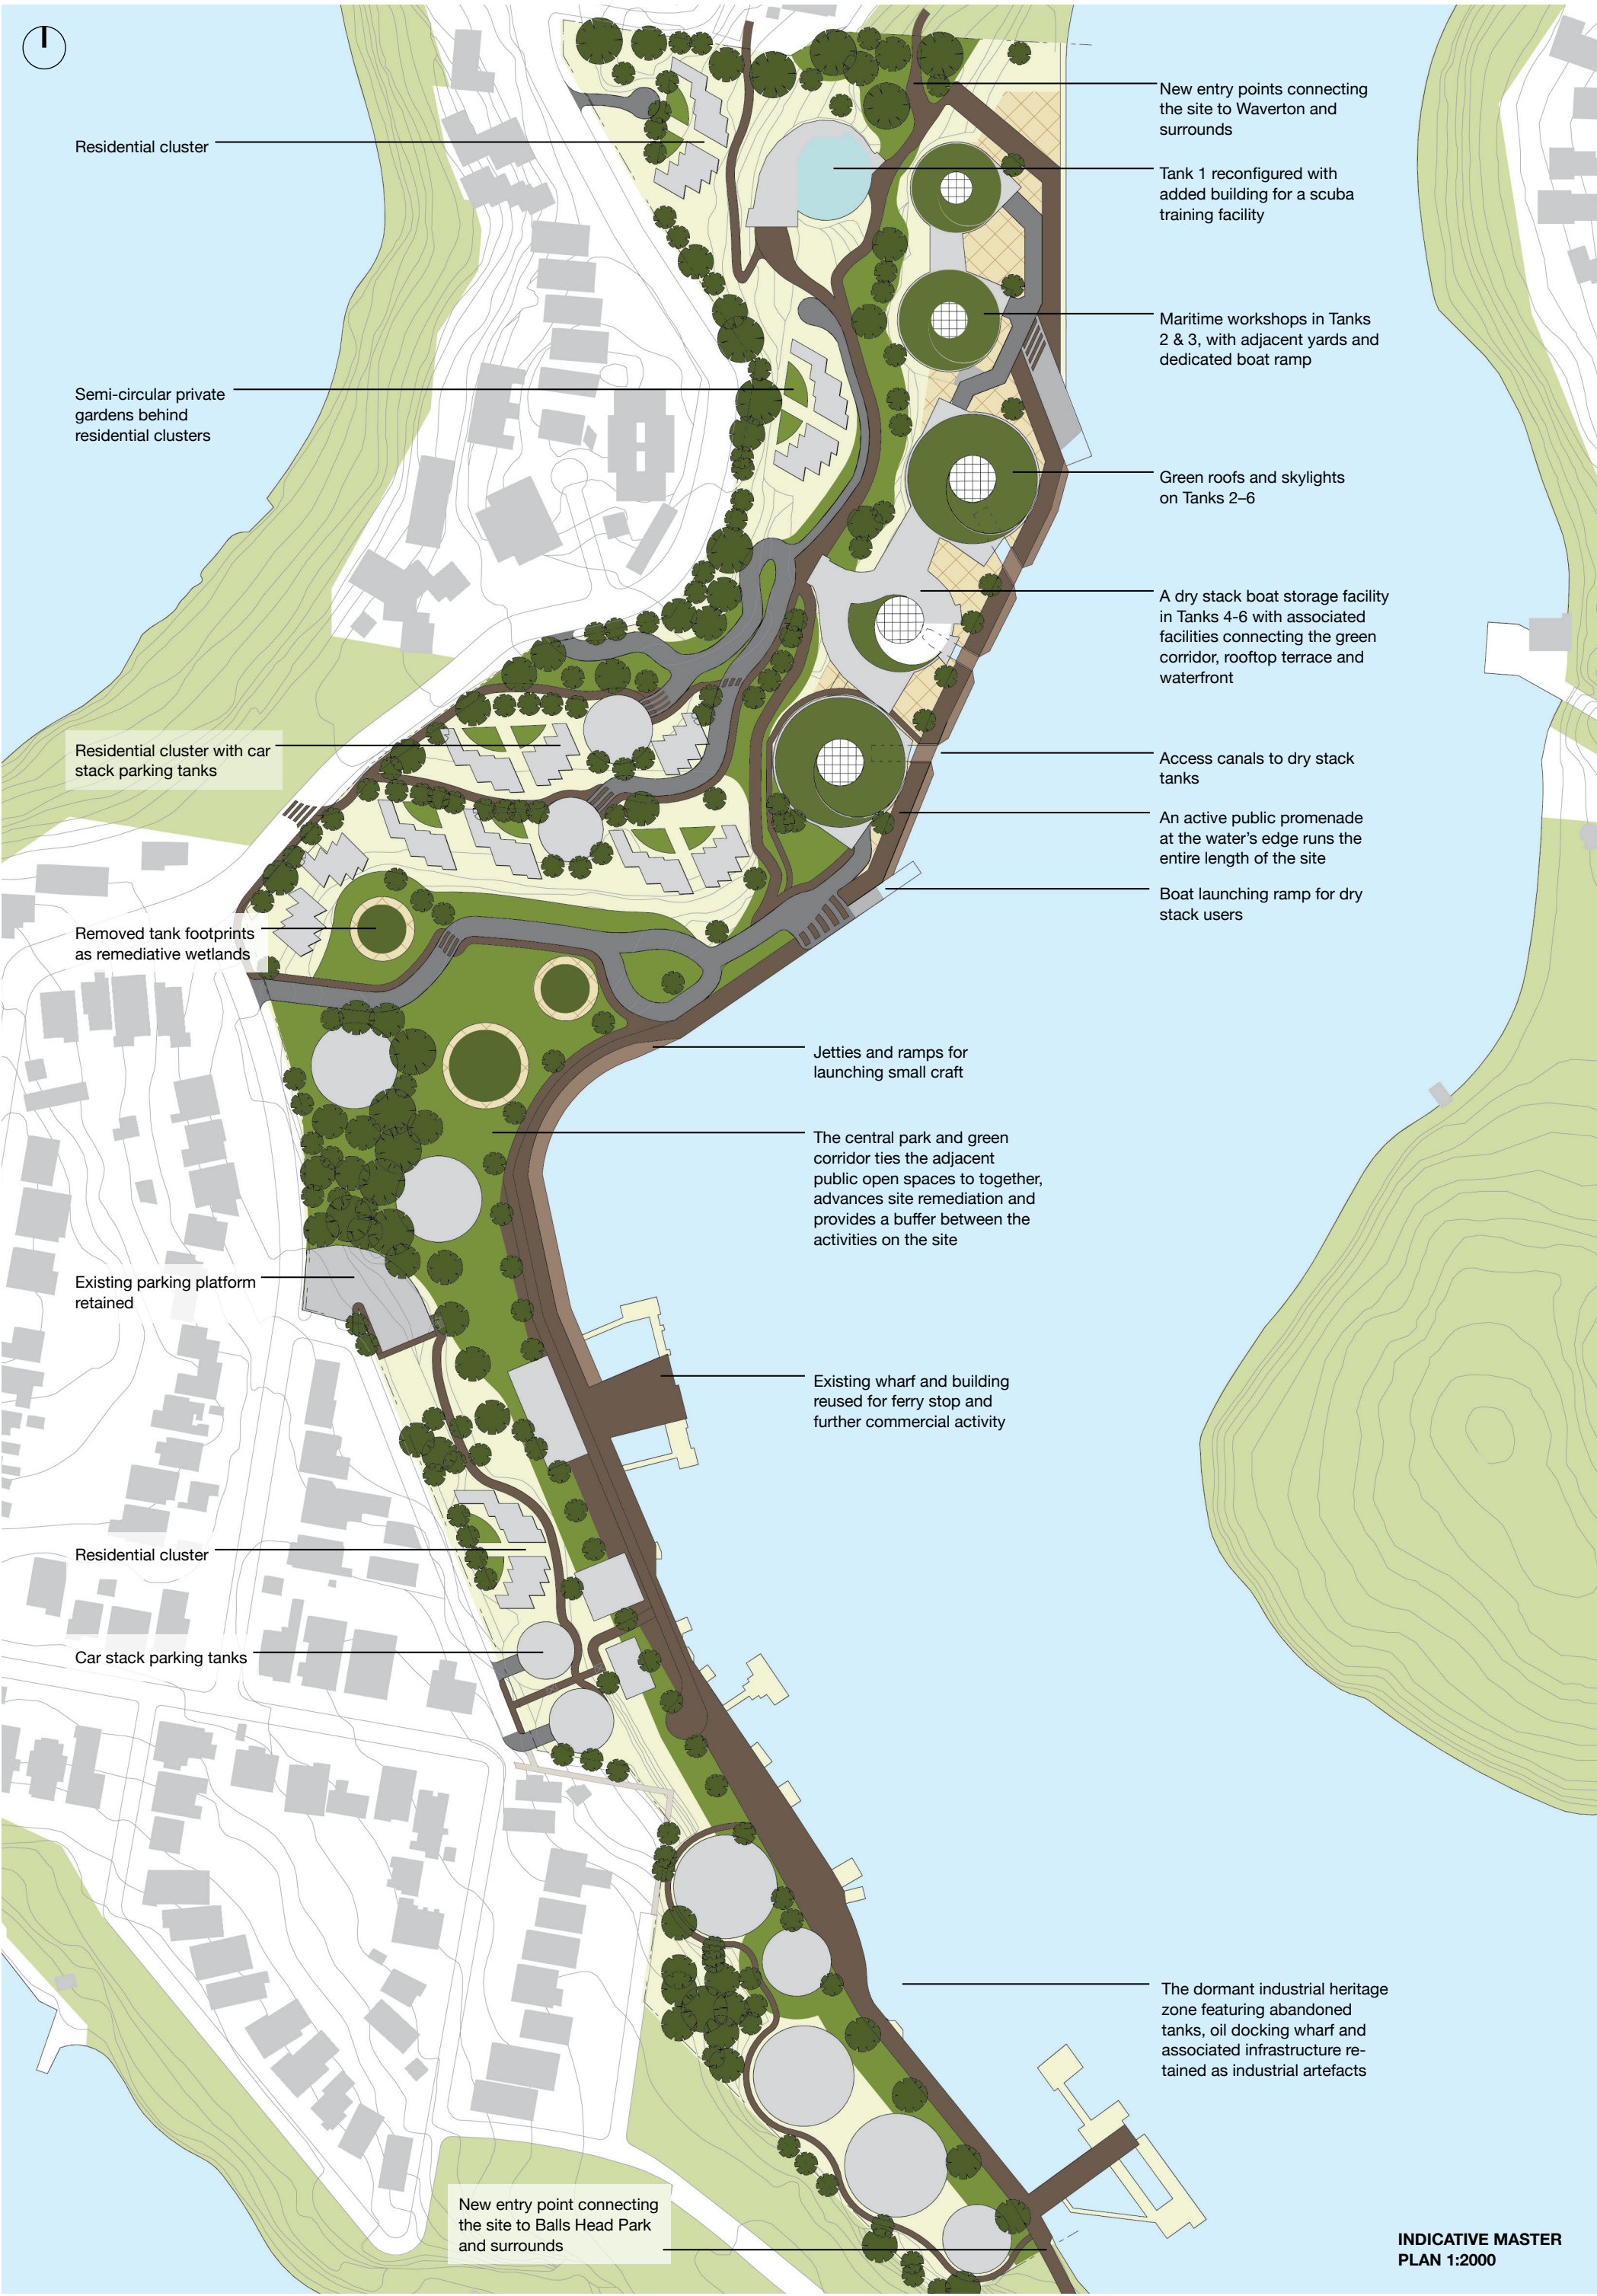 New entry points connecting
the site to Waverton and
surrounds
Residential cluster
Tank 1 reconfigured with
added building for a scuba
training facility
Maritime workshops in Tanks
2 & 3, with adjacent yards and
dedicated boat ramp
Semi-circular private
gardens behind
residential clusters
Green roofs and skylights
on Tanks 2–6
A dry stack boat storage facility
in Tanks 4-6 with associated
facilities connecting the green
corridor, rooftop terrace and
waterfront
Residential cluster with car
stack parking tanks
Access canals to dry stack
tanks
An active public promenade
at the water's edge runs the
entire length of the site
Boat launching ramp for dry
stack users
Removed tank footprints
as remediative wetlands
Jetties and ramps for
launching small craft
The central park and green
corridor ties the adjacent
public open spaces to together,
advances site remediation and
provides a buffer between the
activities on the site
Existing parking platform
retained
Existing wharf and building
reused for ferry stop and
further commercial activity
Residential cluster
Car stack parking tanks
The dormant industrial heritage
zone featuring abandoned
tanks, oil docking wharf and
associated infrastructure re-
tained as industrial artefacts
New entry point connecting
the site to Balls Head Park
and surrounds
INDICATIVE MASTER
PLAN 1:2000